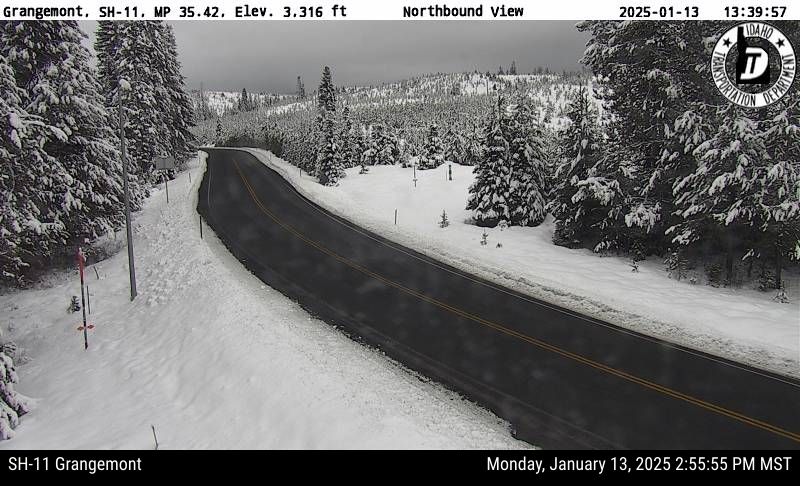 Grangemont, SH-11, MP 35.42, Elev. 3,316 ft Northbound View 2025-01-13 13:39:57
IDAHO
TRANSPORTATION DEPARTMENT
SH-11 Grangemont Monday, January 13, 2025 2:55:55 PM MST